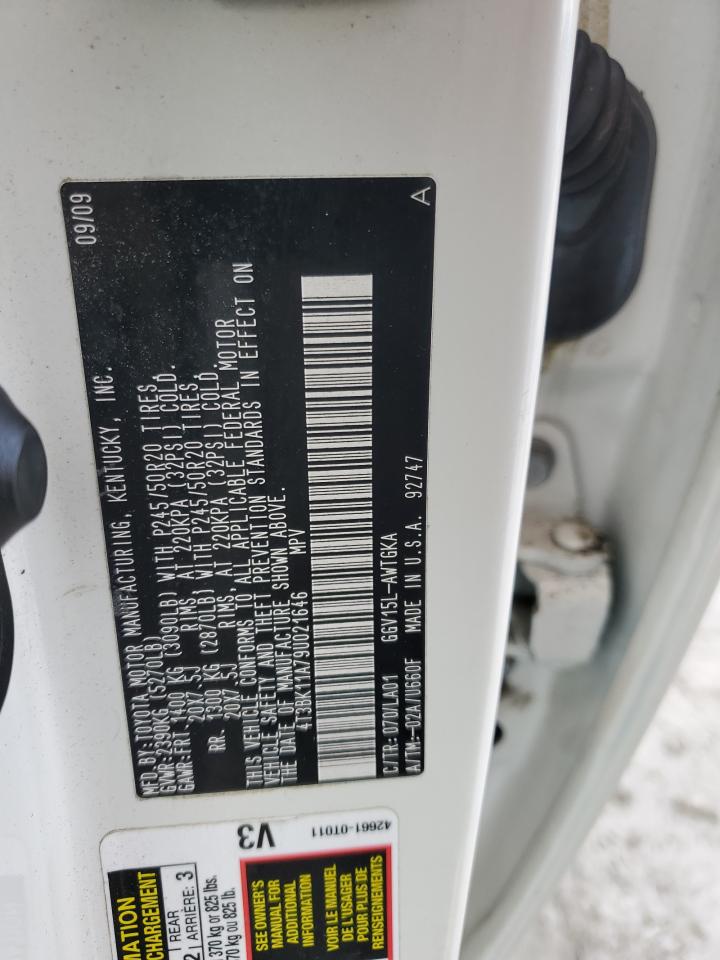 09/09
MFD. BY:TOYOTA MOTOR MANUFACTURING, KENTUCKY, INC.
GVWR:2390KG (5270LB)
GAWR:FRT. 1400 KG (3090LB) WITH P245/50R20 TIRES
20X7.5J RIMS, AT 220KPA (32PSI) COLD.
RR. 1300 KG (2870LB) WITH P245/50R20 TIRES
20X7.5J RIMS, AT 220KPA (32PSI) COLD.
THIS VEHICLE CONFORMS TO ALL APPLICABLE FEDERAL MOTOR
VEHICLE SAFETY AND THEFT PREVENTION STANDARDS IN EFFECT ON
THE DATE OF MANUFACTURE SHOWN ABOVE.
4T3BK11A79U021646 MPV
C/TR:070ULA01 GGV15L-AWTGKA
A/TM:-02A/U660F MADE IN U.S.A. 92747
A
MATION
CHARGEMENT
2 | REAR
ARRIÈRE: 3
370 kg or 825 lbs.
70 kg ou 825 lb.
V3
42661-0T011
SEE OWNER'S
MANUAL FOR
ADDITIONAL
INFORMATION
VOIR LE MANUEL
DE L'USAGER
POUR PLUS DE
RENSEIGNEMENTS